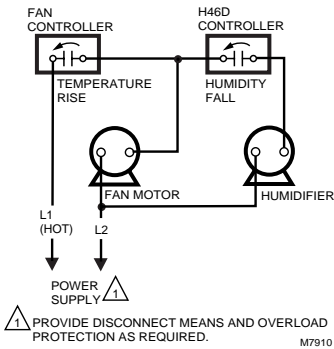 FAN
CONTROLLER
H46D
CONTROLLER
TEMPERATURE
RISE
HUMIDITY
FALL
FAN MOTOR
HUMIDIFIER
L1
(HOT)
L2
POWER
SUPPLY
1
1
PROVIDE DISCONNECT MEANS AND OVERLOAD
PROTECTION AS REQUIRED.
M7910